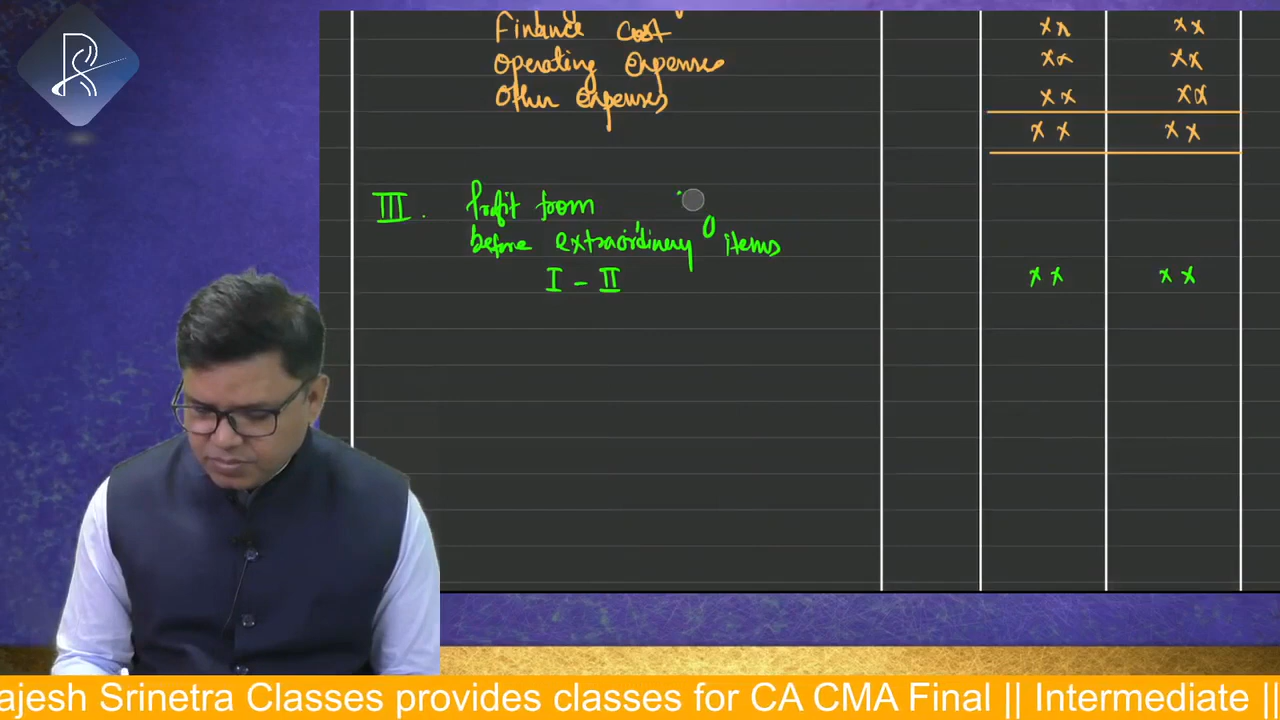 Finance cost xx xx
Operating Expenses xx xx
Other expenses xx xx
xx xx
III. Profit from
before extraordinary items
I - II xx xx
ajesh Srinetra Classes provides classes for CA CMA Final || Intermediate ||